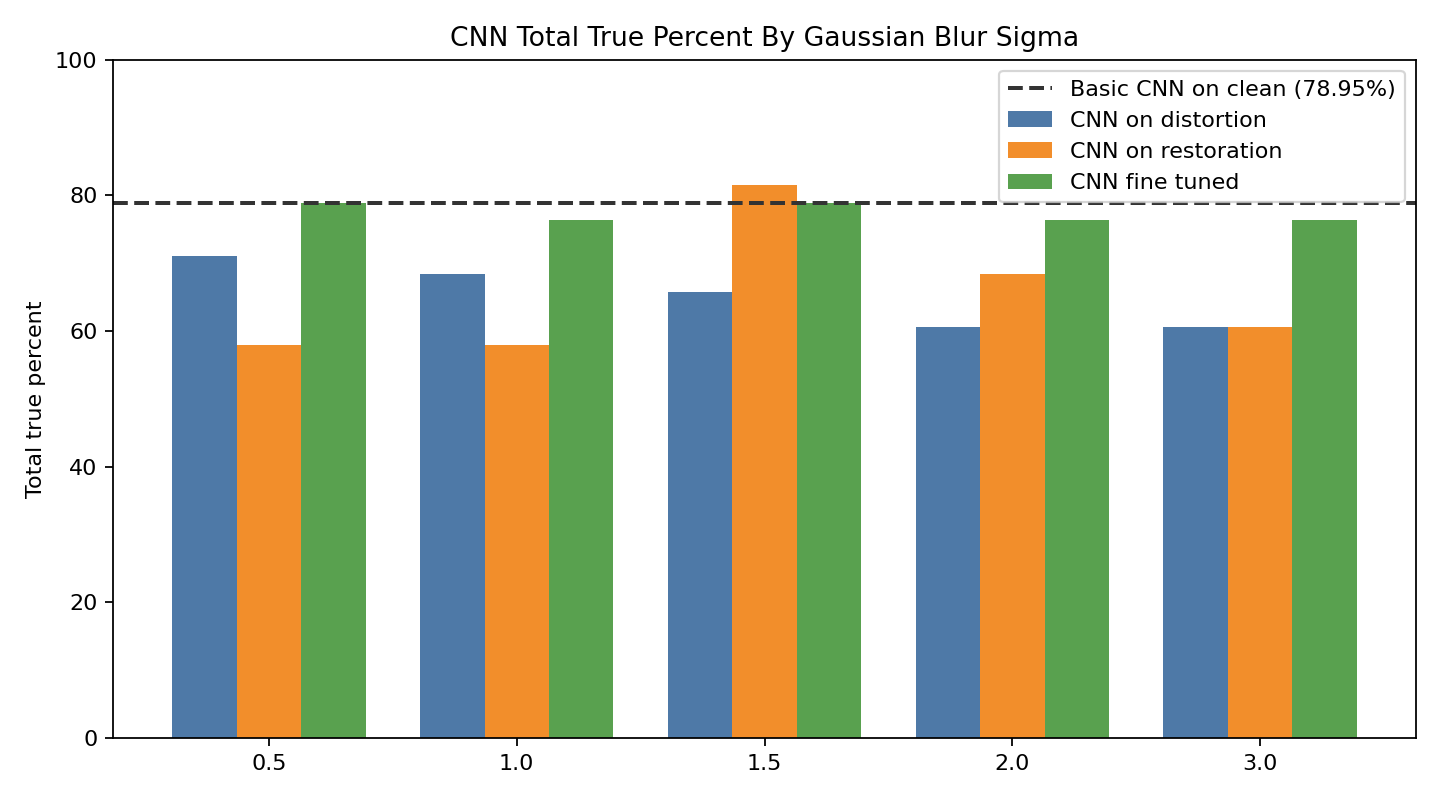 CNN Total True Percent By Gaussian Blur Sigma
Total true percent
100
80
60
40
20
0
Basic CNN on clean (78.95%)
CNN on distortion
CNN on restoration
CNN fine tuned
0.5
1.0
1.5
2.0
3.0